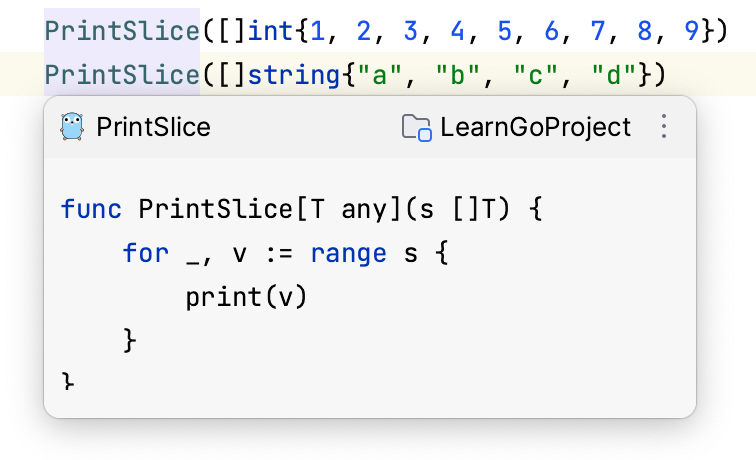 PrintSlice([]int{1, 2, 3, 4, 5, 6, 7, 8, 9})
PrintSlice([]string{"a", "b", "c", "d"})
PrintSlice LearnGoProject
func PrintSlice[T any](s []T) {
    for _, v := range s {
        print(v)
    }
}